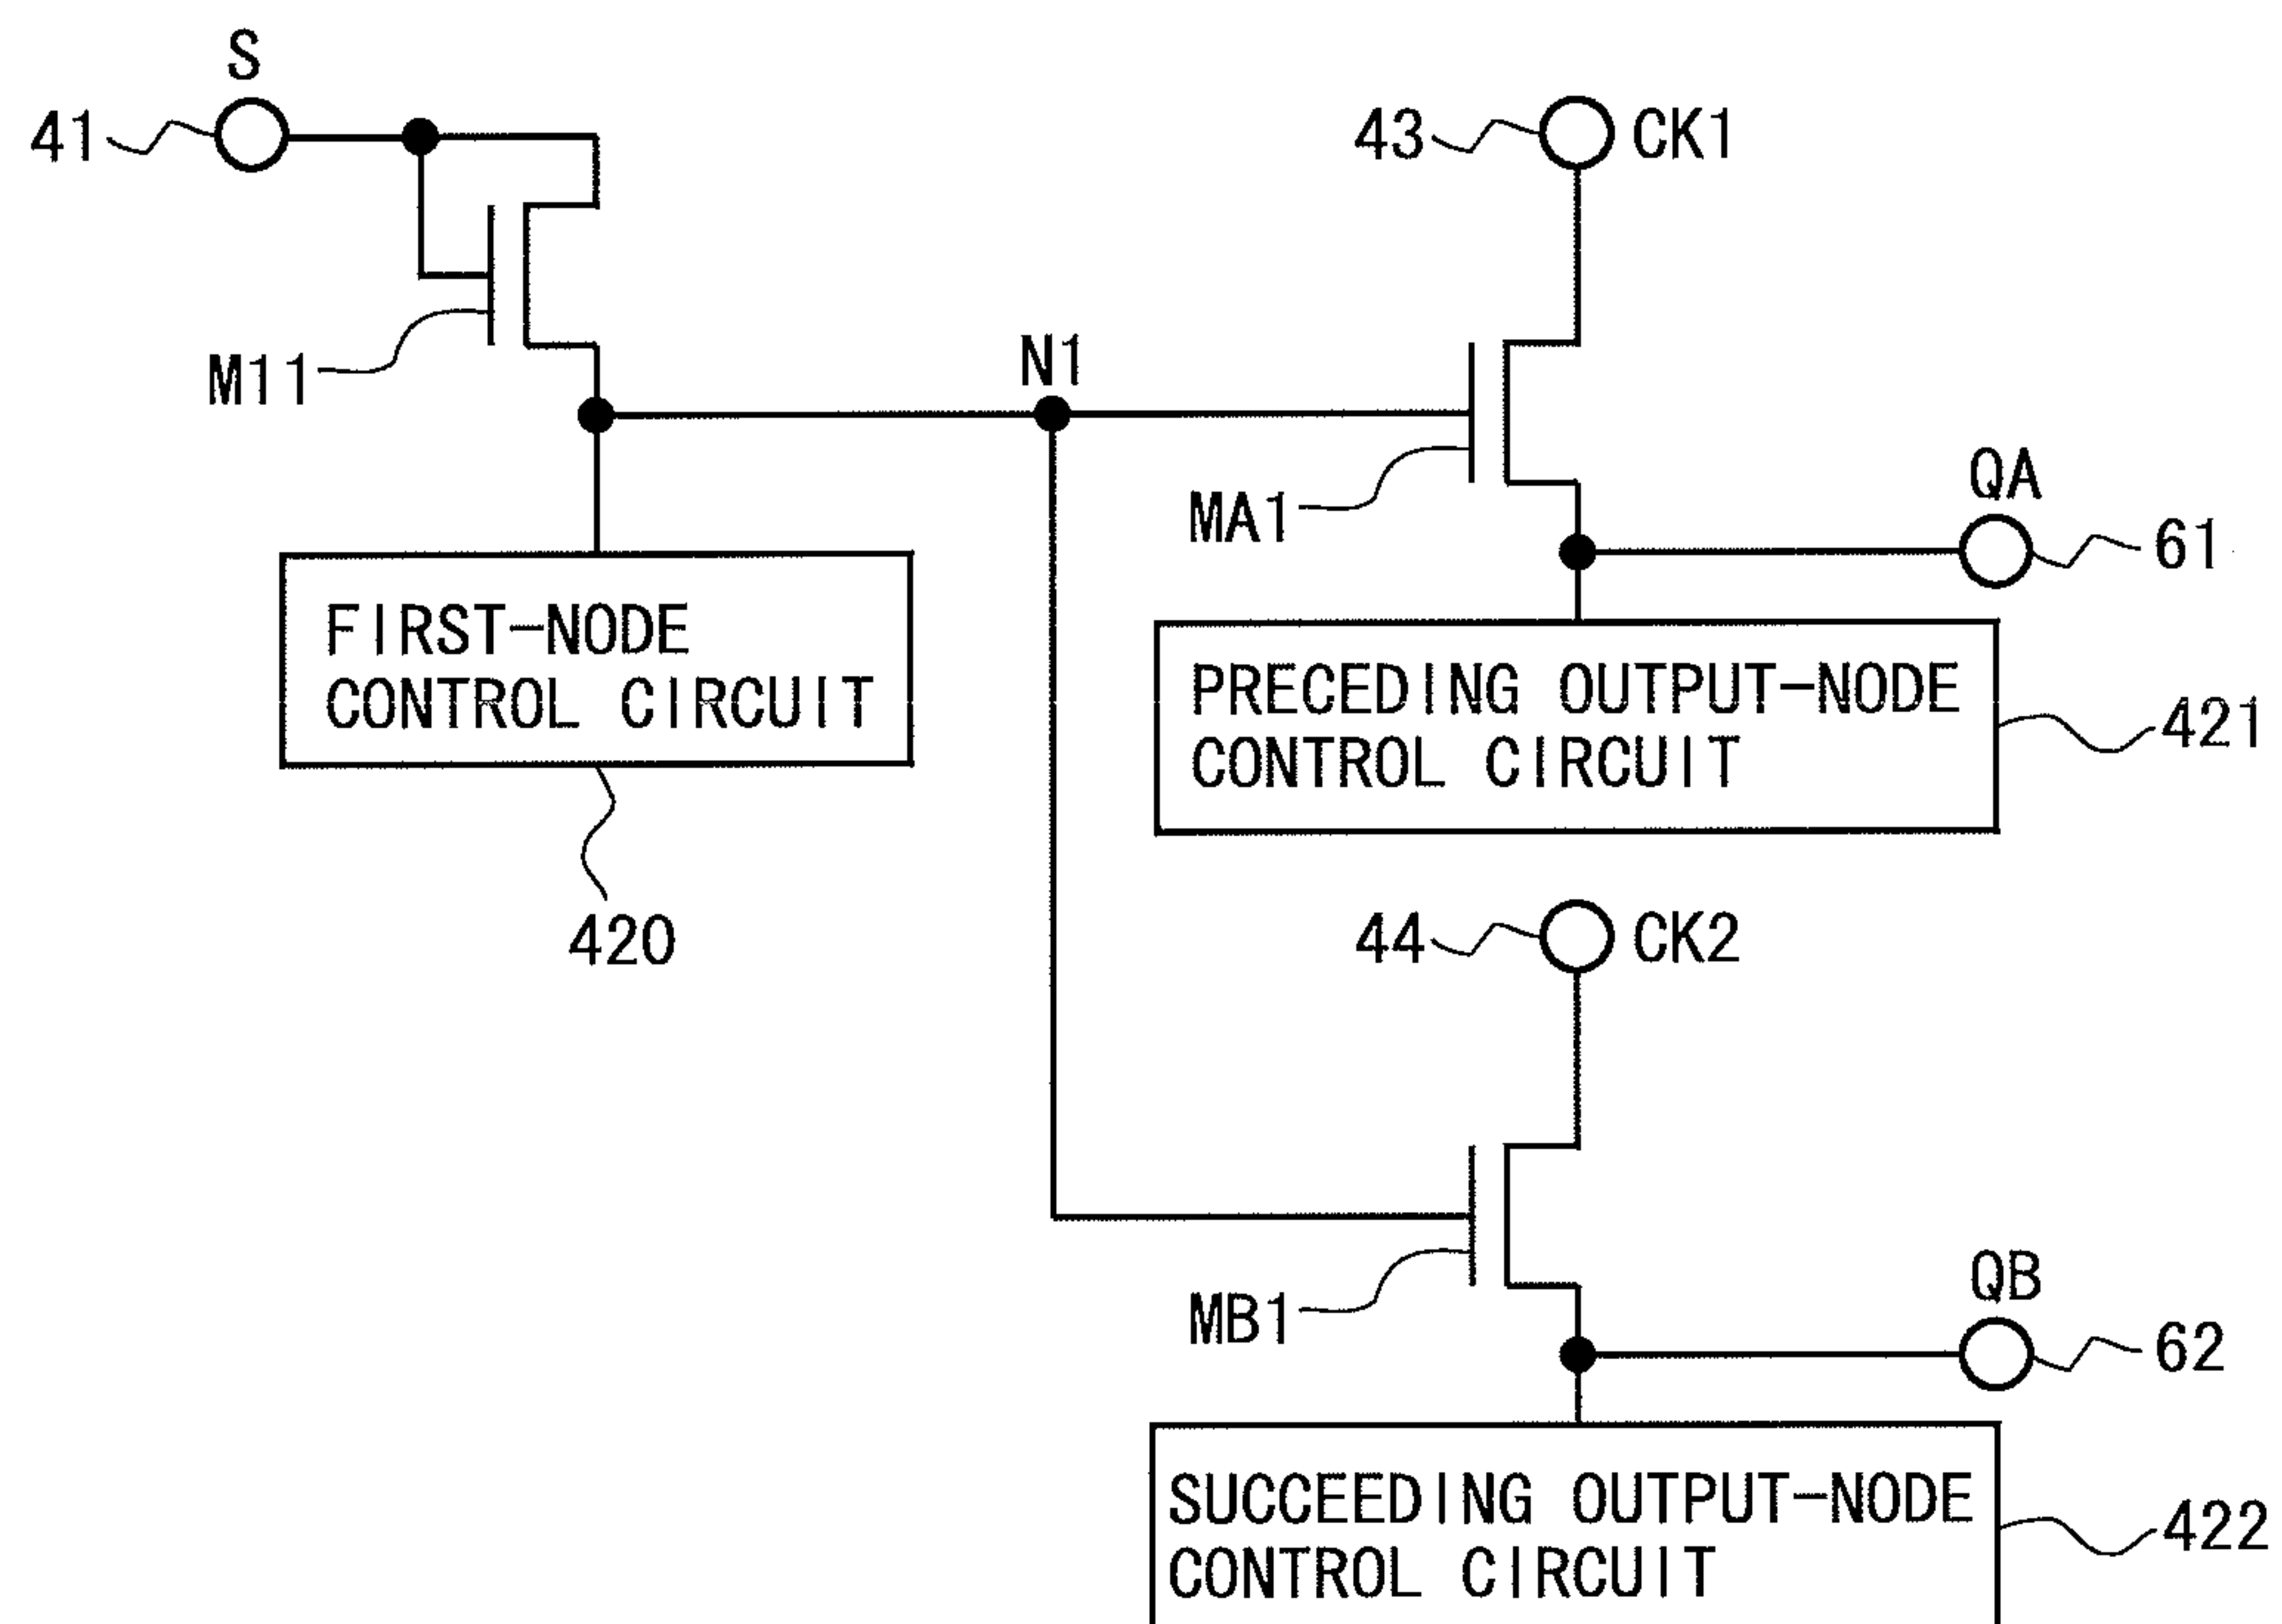 S
41
43
CK1
M11
N1
MA1
QA
61
FIRST-NODE
CONTROL CIRCUIT
420
PRECEDING OUTPUT-NODE
CONTROL CIRCUIT
421
44
CK2
MB1
QB
62
SUCCEEDING OUTPUT-NODE
CONTROL CIRCUIT
422